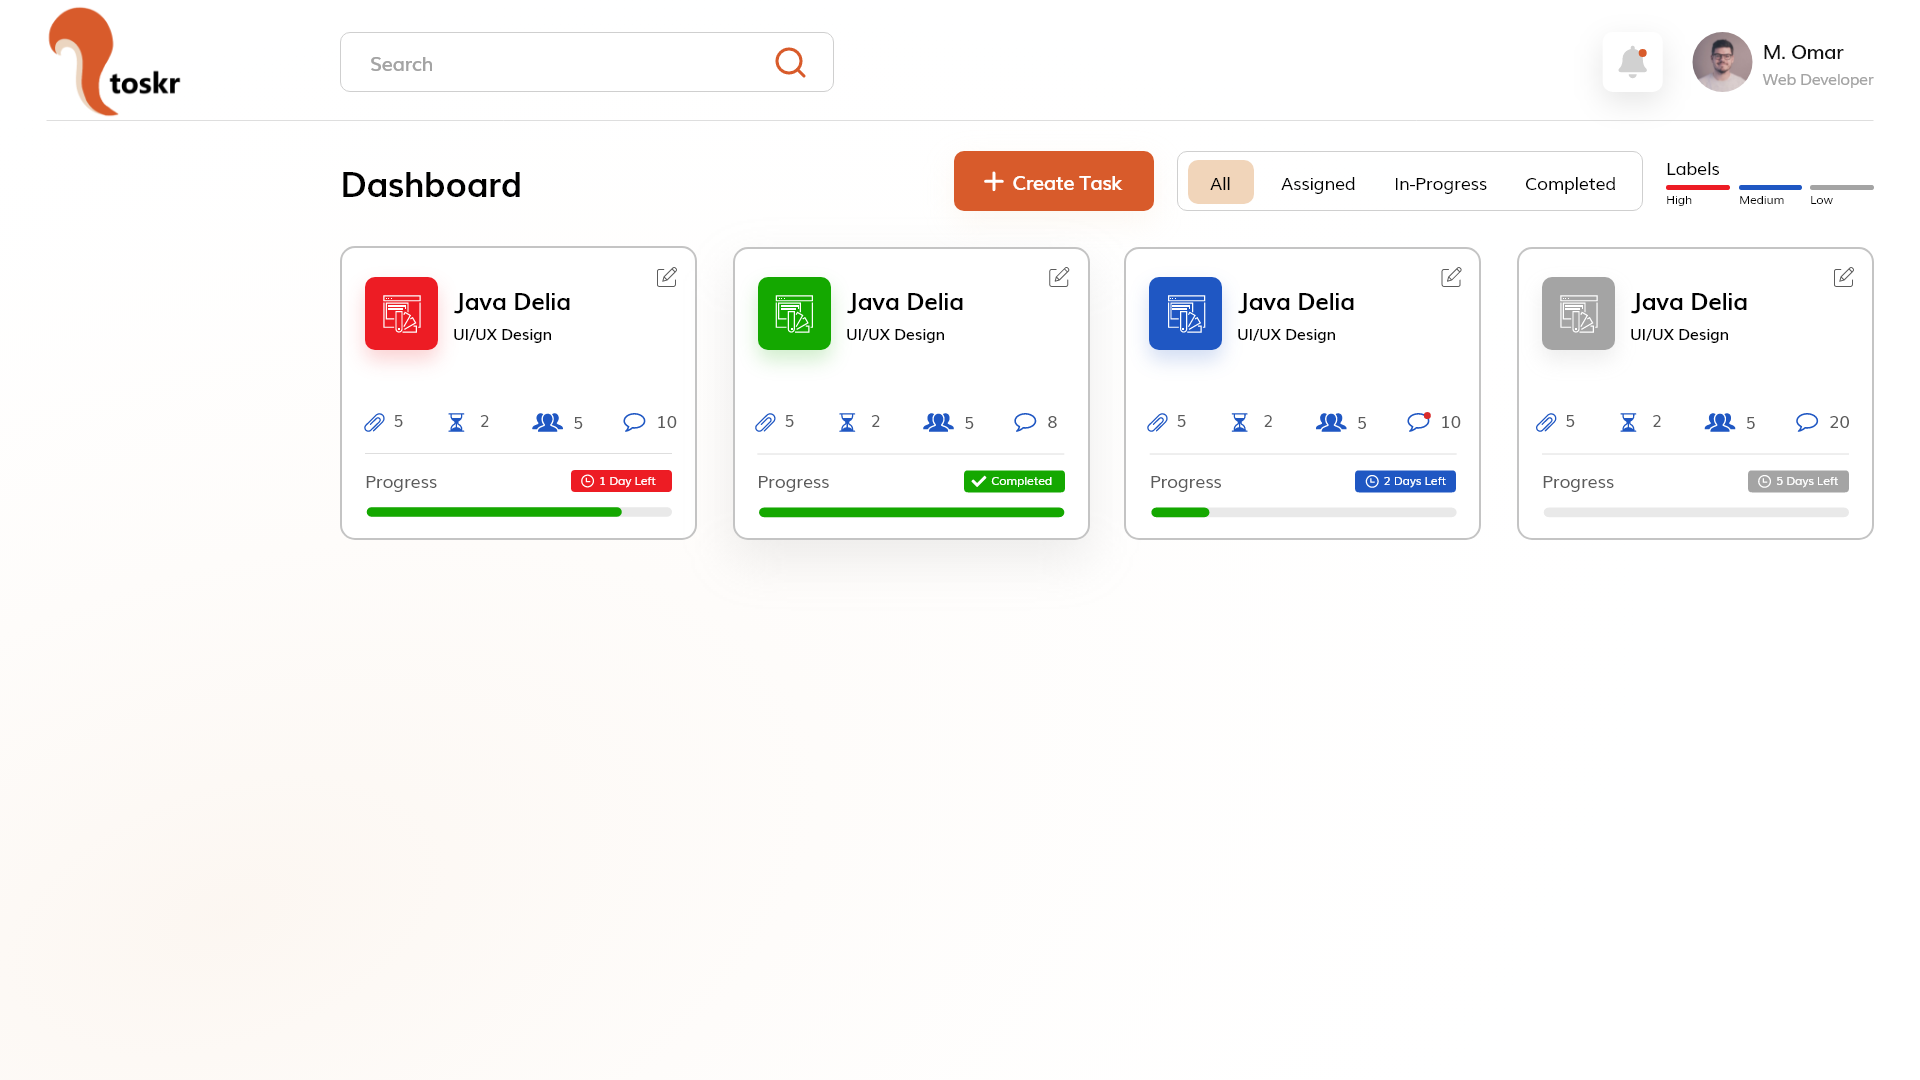 toskr
Search
M. Omar
Web Developer
Dashboard
Create Task
All Assigned In-Progress Completed
Labels
High Medium Low
Java Delia
UI/UX Design
5 2 5 10
Progress 1 Day Left
Java Delia
UI/UX Design
5 2 5 8
Progress Completed
Java Delia
UI/UX Design
5 2 5 10
Progress 2 Days Left
Java Delia
UI/UX Design
5 2 5 20
Progress 5 Days Left